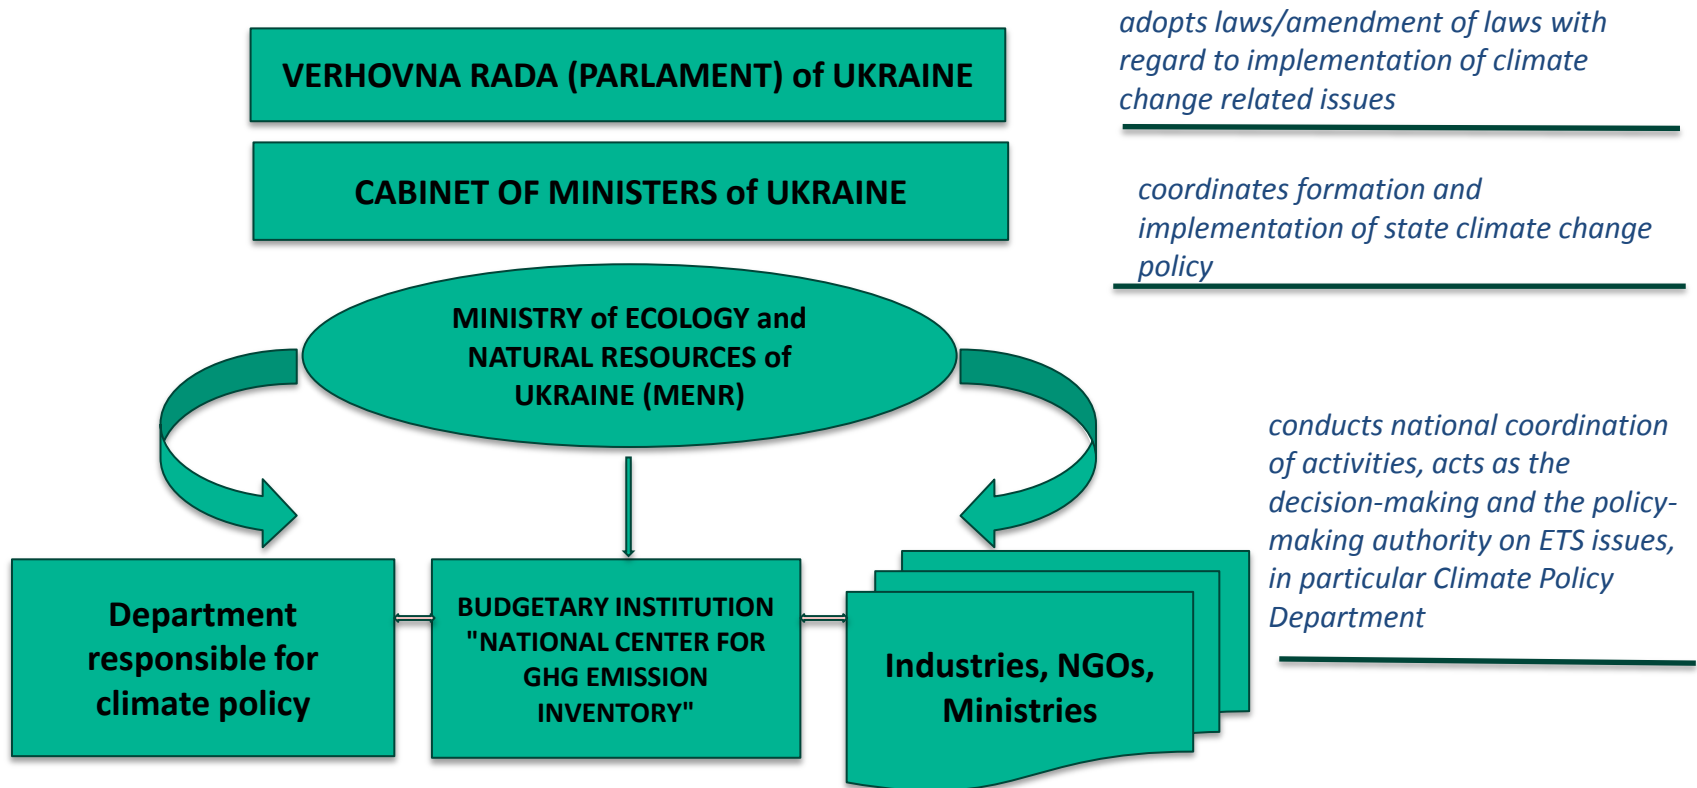 VERHOVNA RADA (PARLAMENT) of UKRAINE
adopts laws/amendment of laws with
regard to implementation of climate
change related issues
CABINET OF MINISTERS of UKRAINE
coordinates formation and
implementation of state climate change
policy
MINISTRY of ECOLOGY and
NATURAL RESOURCES of
UKRAINE (MENR)
conducts national coordination
of activities, acts as the
decision-making and the policy-
making authority on ETS issues,
in particular Climate Policy
Department
Department
responsible for
climate policy
BUDGETARY INSTITUTION
"NATIONAL CENTER FOR
GHG EMISSION
INVENTORY"
Industries, NGOs,
Ministries